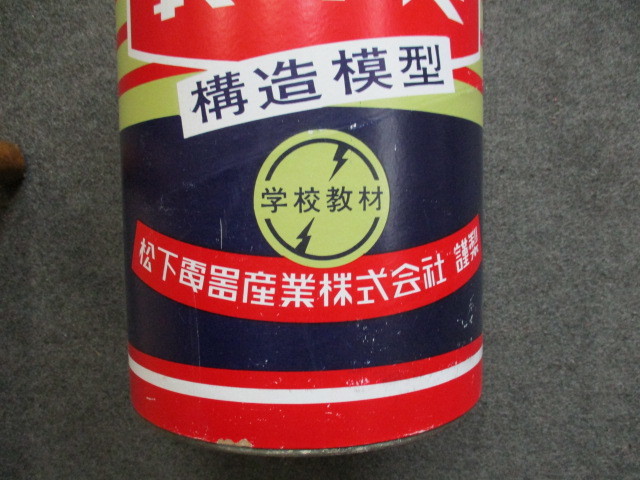 構造模型
学校教材
松下電器産業株式会社 謹製